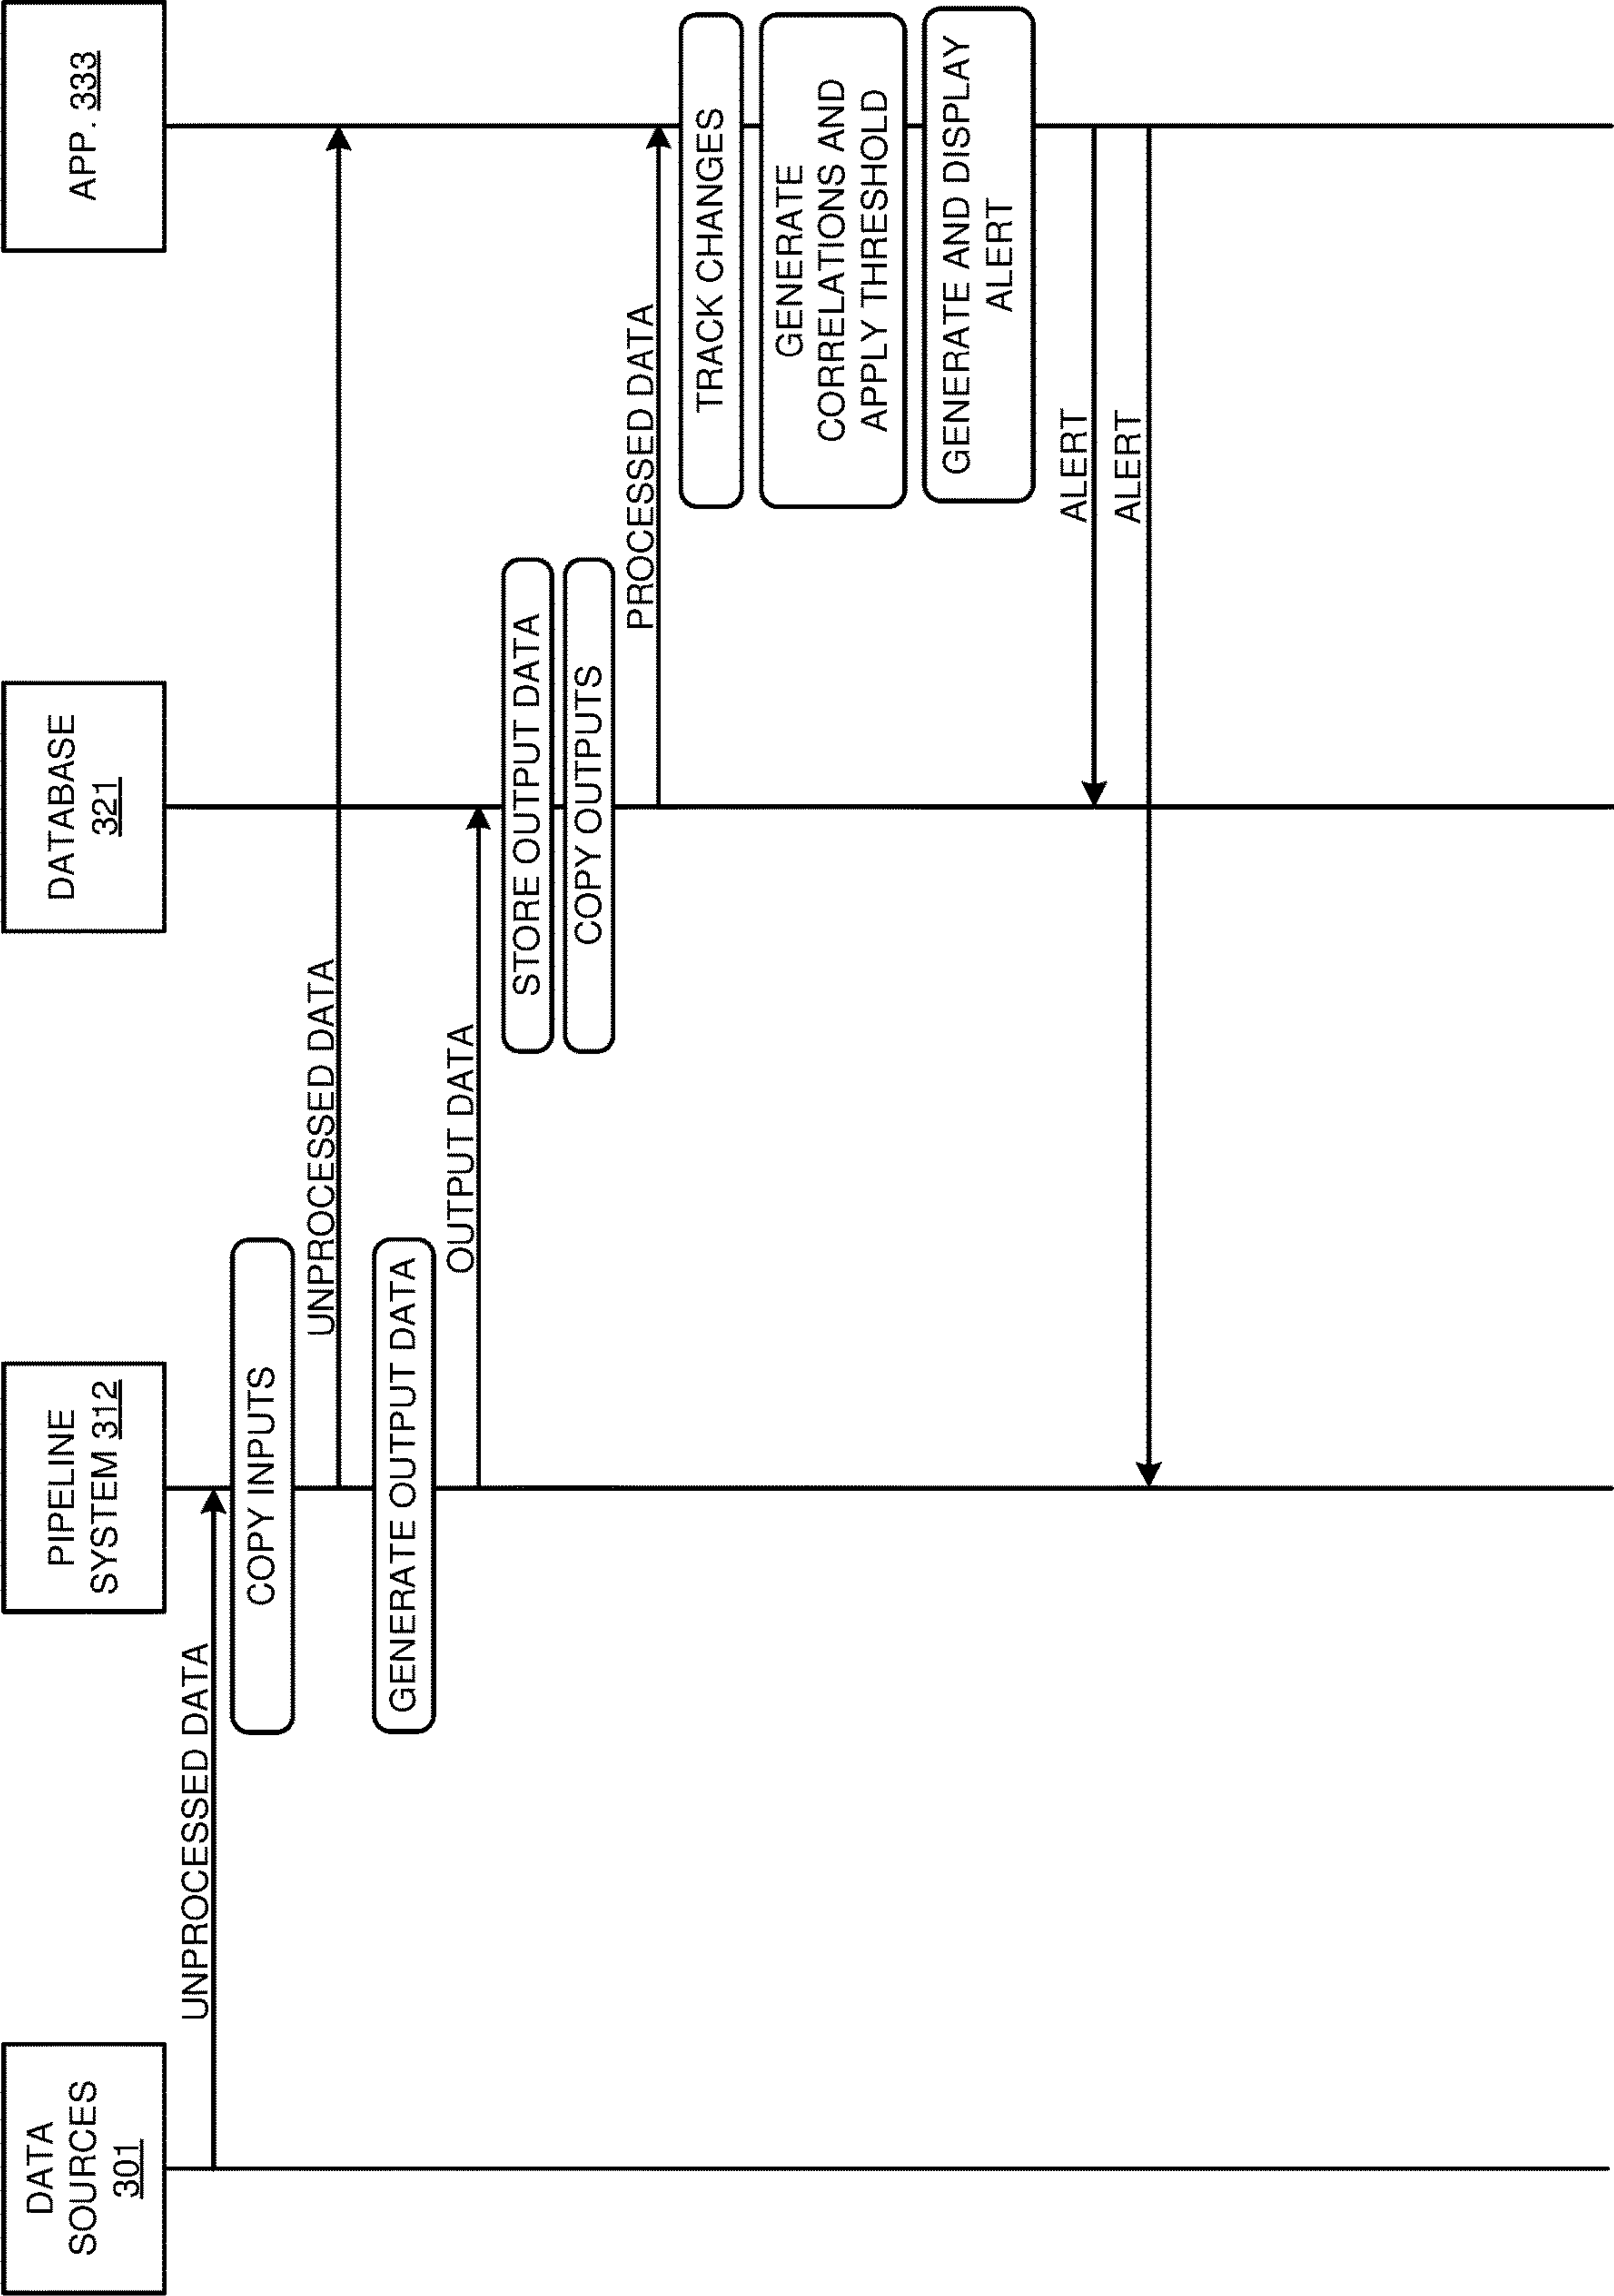 DATA
SOURCES
301
PIPELINE
SYSTEM 312
DATABASE
321
APP. 333
UNPROCESSED DATA
COPY INPUTS
UNPROCESSED DATA
GENERATE OUTPUT DATA
OUTPUT DATA
STORE OUTPUT DATA
COPY OUTPUTS
PROCESSED DATA
TRACK CHANGES
GENERATE
CORRELATIONS AND
APPLY THRESHOLD
GENERATE AND DISPLAY
ALERT
ALERT
ALERT